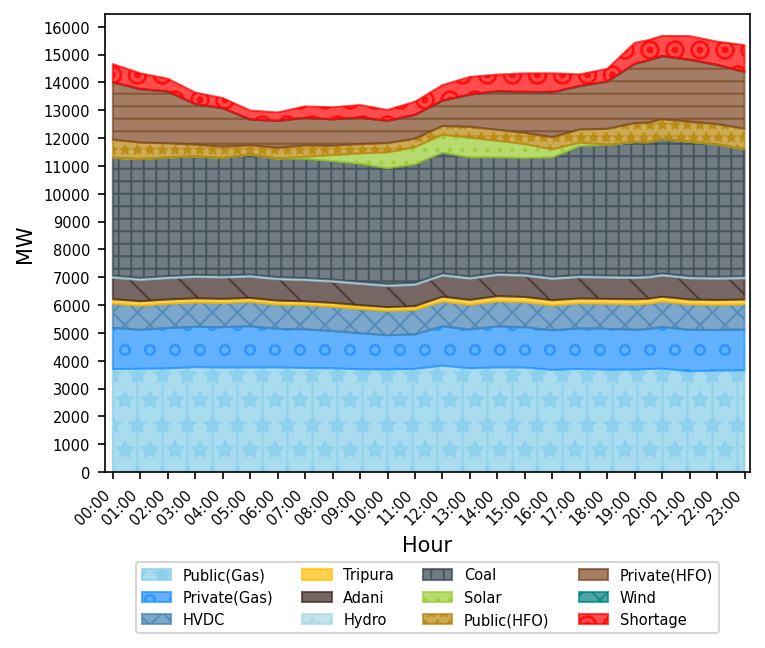 16000
15000
14000
13000
12000
11000
10000
9000
8000
7000
6000
5000
4000
3000
2000
1000
0
MW
00:00 01:00 02:00 03:00 04:00 05:00 06:00 07:00 08:00 09:00 10:00 11:00 12:00 13:00 14:00 15:00 16:00 17:00 18:00 19:00 20:00 21:00 22:00 23:00
Hour
Public(Gas) Tripura Coal Private(HFO)
Private(Gas) Adani Solar Wind
HVDC Hydro Public(HFO) Shortage